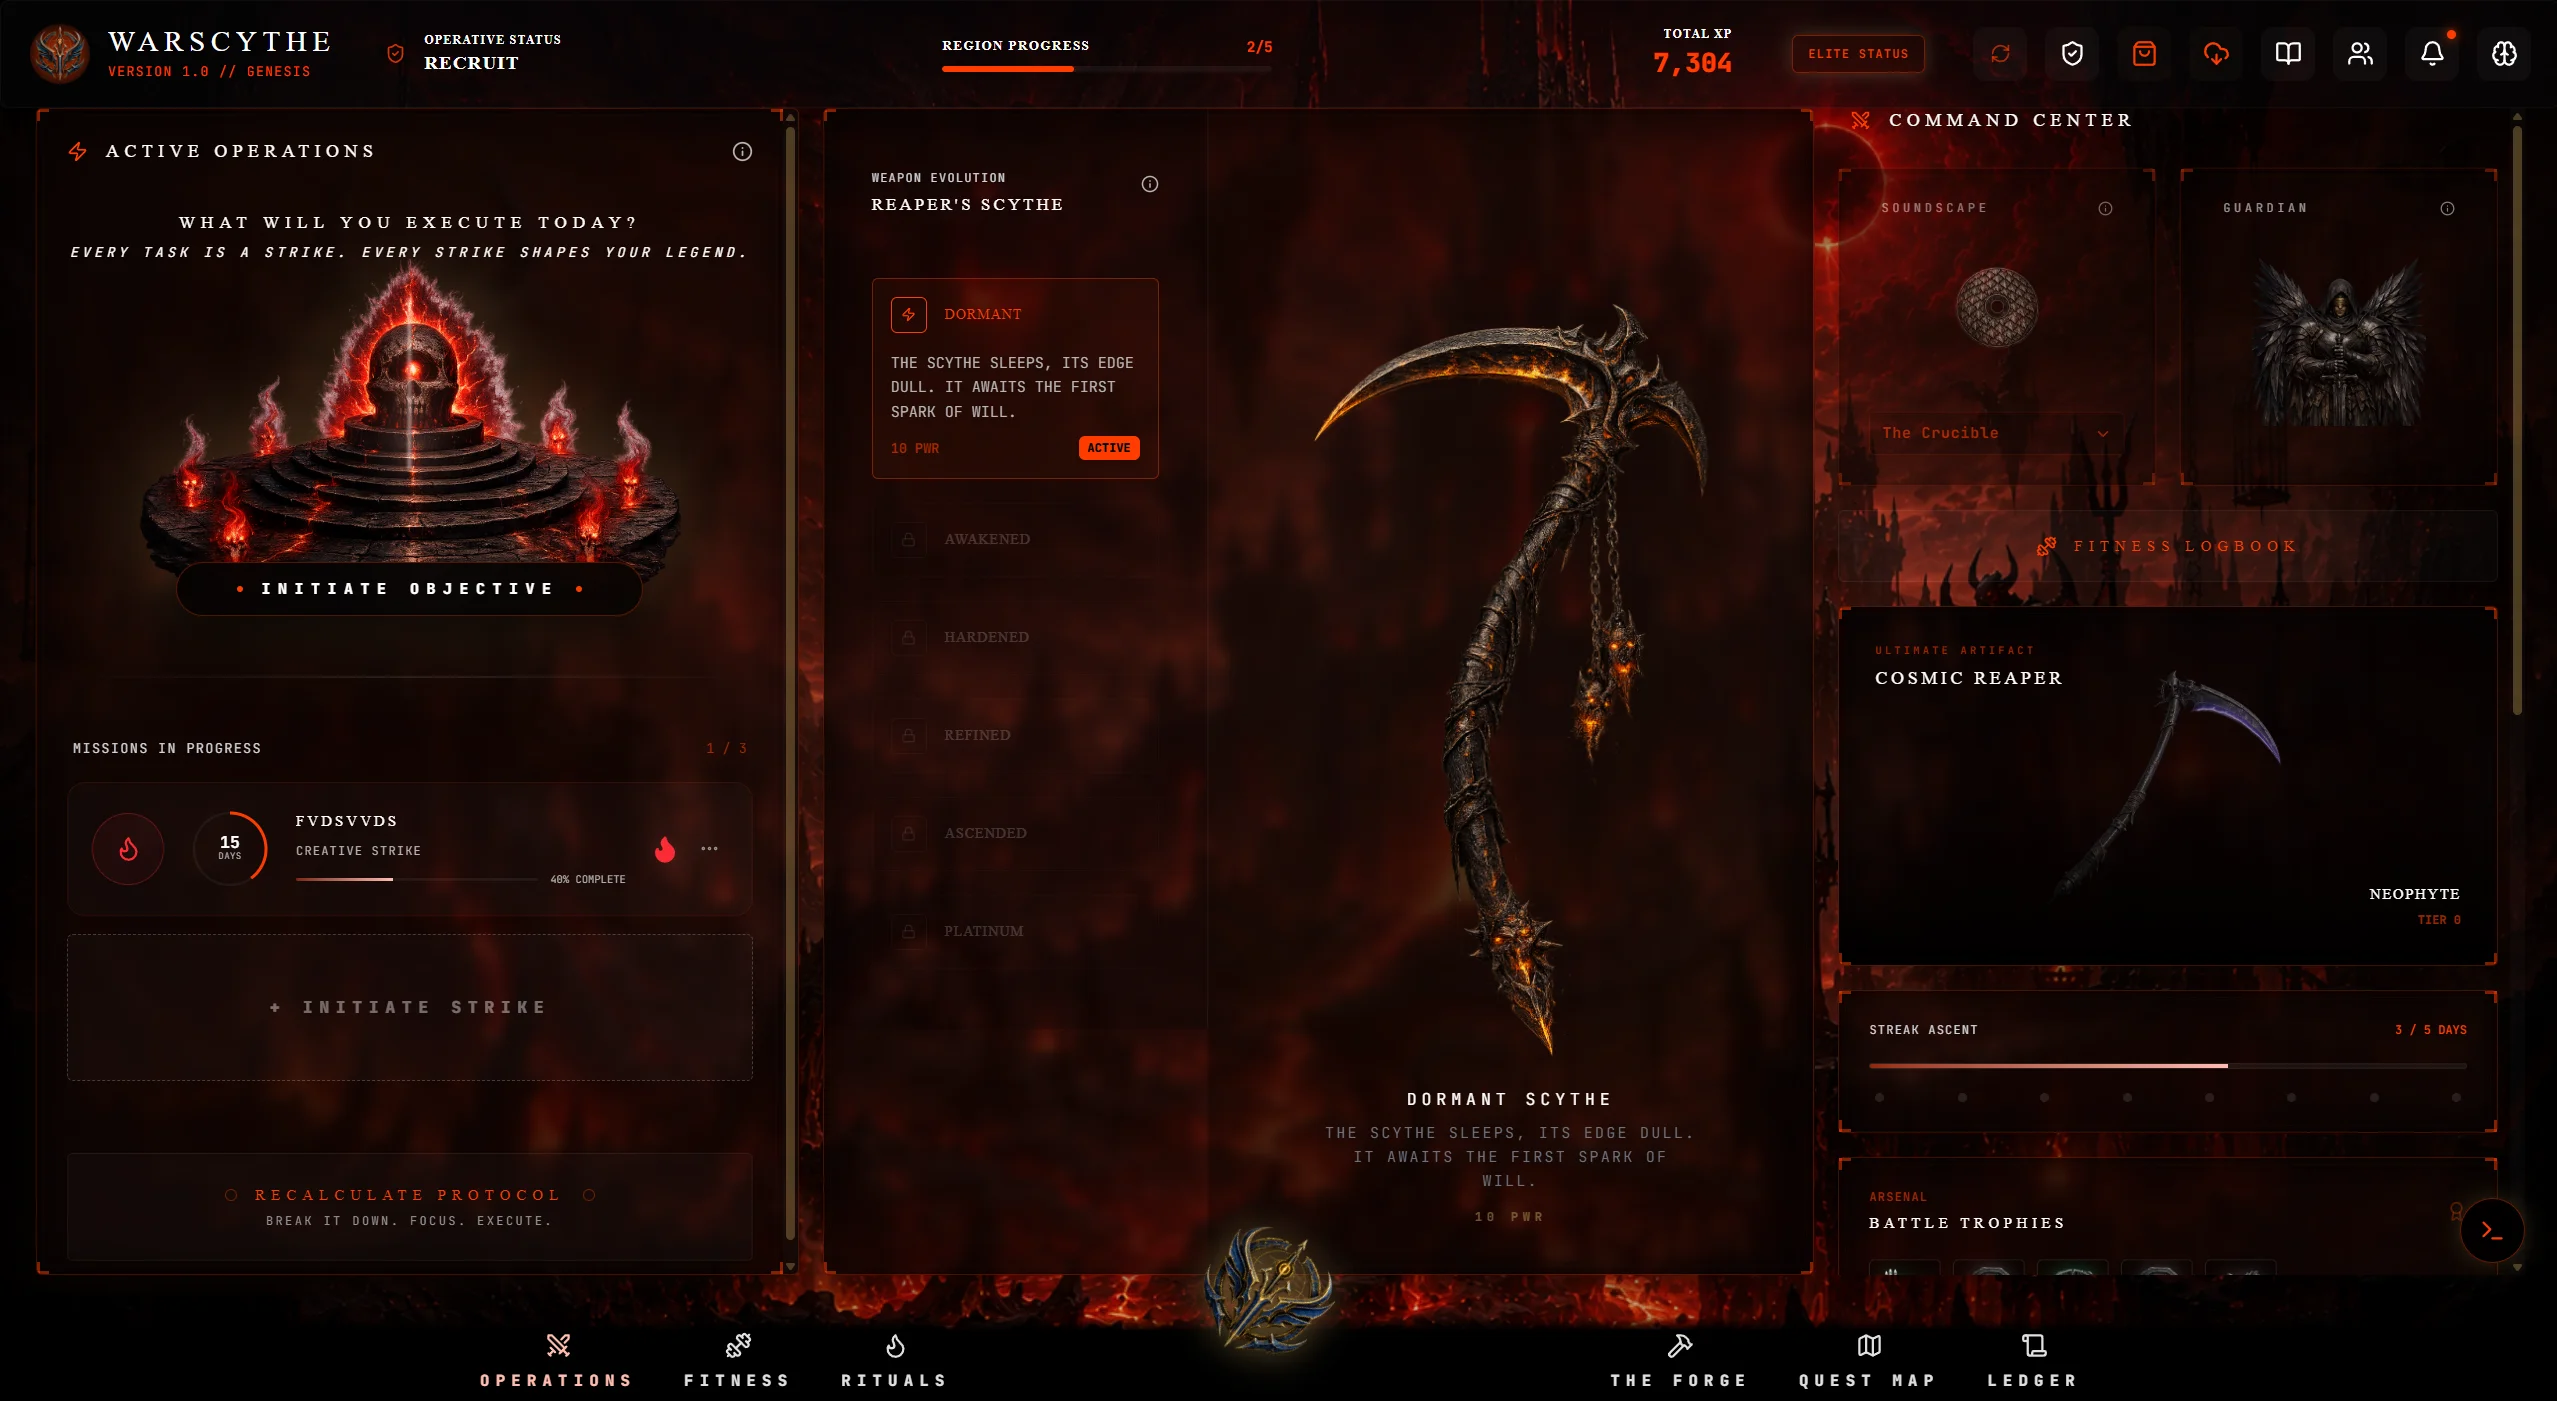 WARSCYTHE
VERSION 1.0 // GENESIS
OPERATIVE STATUS
RECRUIT
REGION PROGRESS
2/5
TOTAL XP
7,304
ELITE STATUS
ACTIVE OPERATIONS
WHAT WILL YOU EXECUTE TODAY?
EVERY TASK IS A STRIKE. EVERY STRIKE SHAPES YOUR LEGEND.
• INITIATE OBJECTIVE •
MISSIONS IN PROGRESS
1 / 3
15
DAYS
FVDSVVDS
CREATIVE STRIKE
40% COMPLETE
+ INITIATE STRIKE
RECALCULATE PROTOCOL
BREAK IT DOWN. FOCUS. EXECUTE.
WEAPON EVOLUTION
REAPER'S SCYTHE
DORMANT
THE SCYTHE SLEEPS, ITS EDGE
DULL. IT AWAITS THE FIRST
SPARK OF WILL.
10 PWR
ACTIVE
AWAKENED
HARDENED
REFINED
ASCENDED
PLATINUM
DORMANT SCYTHE
THE SCYTHE SLEEPS, ITS EDGE DULL.
IT AWAITS THE FIRST SPARK OF
WILL.
10 PWR
COMMAND CENTER
SOUNDSCAPE
The Crucible
GUARDIAN
FITNESS LOGBOOK
ULTIMATE ARTIFACT
COSMIC REAPER
NEOPHYTE
TIER 0
STREAK ASCENT
3 / 5 DAYS
ARSENAL
BATTLE TROPHIES
OPERATIONS
FITNESS
RITUALS
THE FORGE
QUEST MAP
LEDGER